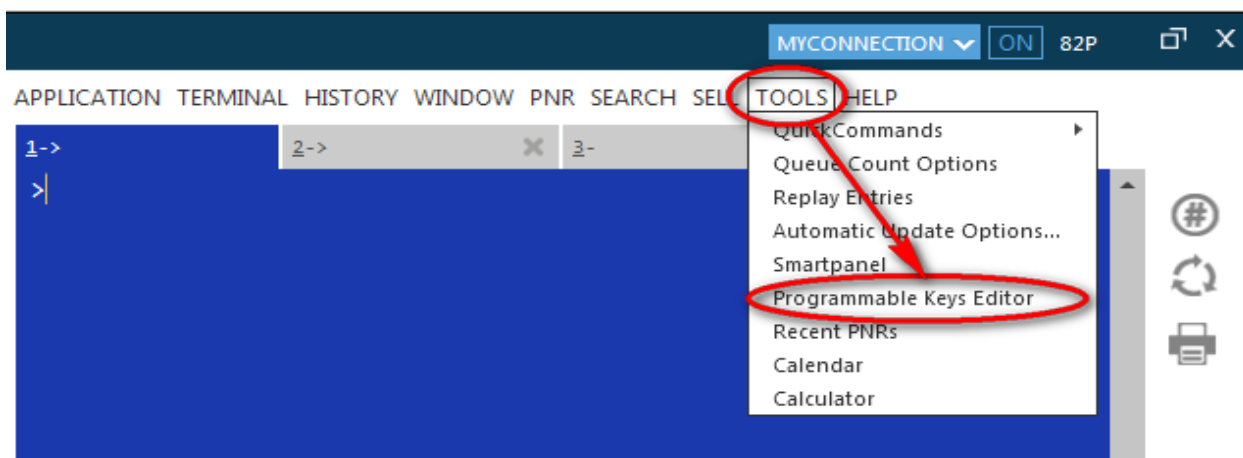 MYCONNECTION ON 82P
APPLICATION TERMINAL HISTORY WINDOW PNR SEARCH SELL TOOLS HELP
1-> 2-> 3-
>
QuickCommands
Queue Count Options
Replay Entries
Automatic Update Options...
Smartpanel
Programmable Keys Editor
Recent PNRs
Calendar
Calculator